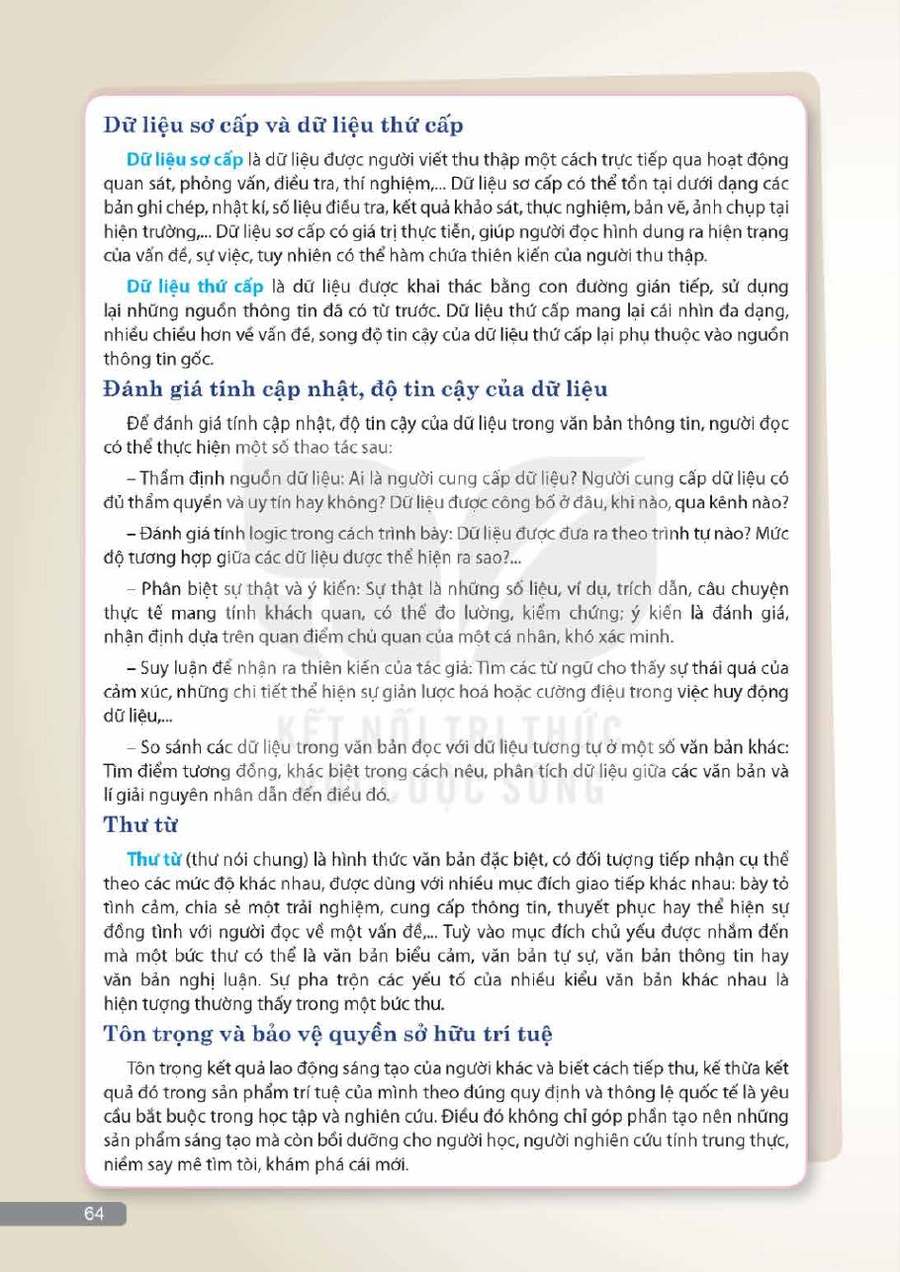 Dữ liệu sơ cấp và dữ liệu thứ cấp
Dữ liệu sơ cấp là dữ liệu được người viết thu thập một cách trực tiếp qua hoạt động
quan sát, phỏng vấn, điều tra, thí nghiệm,... Dữ liệu sơ cấp có thể tồn tại dưới dạng các
bản ghi chép, nhật kí, số liệu điều tra, kết quả khảo sát, thực nghiệm, bản vẽ, ảnh chụp tại
hiện trường,... Dữ liệu sơ cấp có giá trị thực tiễn, giúp người đọc hình dung ra hiện trạng
của vấn đề, sự việc, tuy nhiên có thể hàm chứa thiên kiến của người thu thập.
Dữ liệu thứ cấp là dữ liệu được khai thác bằng con đường gián tiếp, sử dụng
lại những nguồn thông tin đã có từ trước. Dữ liệu thứ cấp mang lại cái nhìn đa dạng,
nhiều chiều hơn về vấn đề, song độ tin cậy của dữ liệu thứ cấp lại phụ thuộc vào nguồn
thông tin gốc.
Đánh giá tính cập nhật, độ tin cậy của dữ liệu
Để đánh giá tính cập nhật, độ tin cậy của dữ liệu trong văn bản thông tin, người đọc
có thể thực hiện một số thao tác sau:
– Thẩm định nguồn dữ liệu: Ai là người cung cấp dữ liệu? Người cung cấp dữ liệu có
đủ thẩm quyền và uy tín hay không? Dữ liệu được công bố ở đâu, khi nào, qua kênh nào?
– Đánh giá tính logic trong cách trình bày: Dữ liệu được đưa ra theo trình tự nào? Mức
độ tương hợp giữa các dữ liệu được thể hiện ra sao?...
– Phân biệt sự thật và ý kiến: Sự thật là những số liệu, ví dụ, trích dẫn, câu chuyện
thực tế mang tính khách quan, có thể đo lường, kiểm chứng; ý kiến là đánh giá,
nhận định dựa trên quan điểm chủ quan của một cá nhân, khó xác minh.
– Suy luận để nhận ra thiên kiến của tác giả: Tìm các từ ngữ cho thấy sự thái quá của
cảm xúc, những chi tiết thể hiện sự giản lược hoá hoặc cường điệu trong việc huy động
dữ liệu,...
KẾT NỐI TRI THỨC
– So sánh các dữ liệu trong văn bản đọc với dữ liệu tương tự ở một số văn bản khác:
Tìm điểm tương đồng, khác biệt trong cách nêu, phân tích dữ liệu giữa các văn bản và
lí giải nguyên nhân dẫn đến điều đó.
VỚI CUỘC SỐNG
Thư từ
Thư từ (thư nói chung) là hình thức văn bản đặc biệt, có đối tượng tiếp nhận cụ thể
theo các mức độ khác nhau, được dùng với nhiều mục đích giao tiếp khác nhau: bày tỏ
tình cảm, chia sẻ một trải nghiệm, cung cấp thông tin, thuyết phục hay thể hiện sự
đồng tình với người đọc về một vấn đề,... Tuỳ vào mục đích chủ yếu được nhắm đến
mà một bức thư có thể là văn bản biểu cảm, văn bản tự sự, văn bản thông tin hay
văn bản nghị luận. Sự pha trộn các yếu tố của nhiều kiểu văn bản khác nhau là
hiện tượng thường thấy trong một bức thư.
Tôn trọng và bảo vệ quyền sở hữu trí tuệ
Tôn trọng kết quả lao động sáng tạo của người khác và biết cách tiếp thu, kế thừa kết
quả đó trong sản phẩm trí tuệ của mình theo đúng quy định và thông lệ quốc tế là yêu
cầu bắt buộc trong học tập và nghiên cứu. Điều đó không chỉ góp phần tạo nên những
sản phẩm sáng tạo mà còn bồi dưỡng cho người học, người nghiên cứu tính trung thực,
niềm say mê tìm tòi, khám phá cái mới.
64